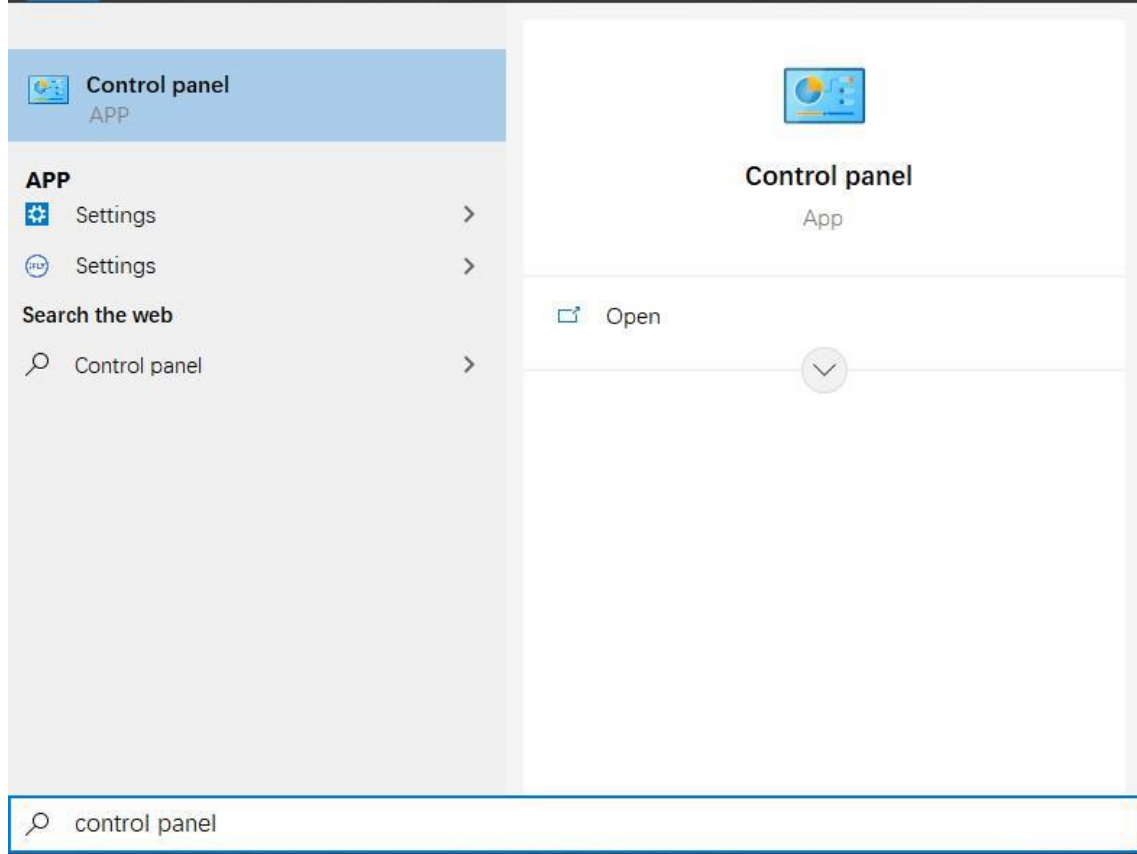 Control panel
APP
APP
Settings
Settings
Search the web
Control panel
control panel
Control panel
App
Open